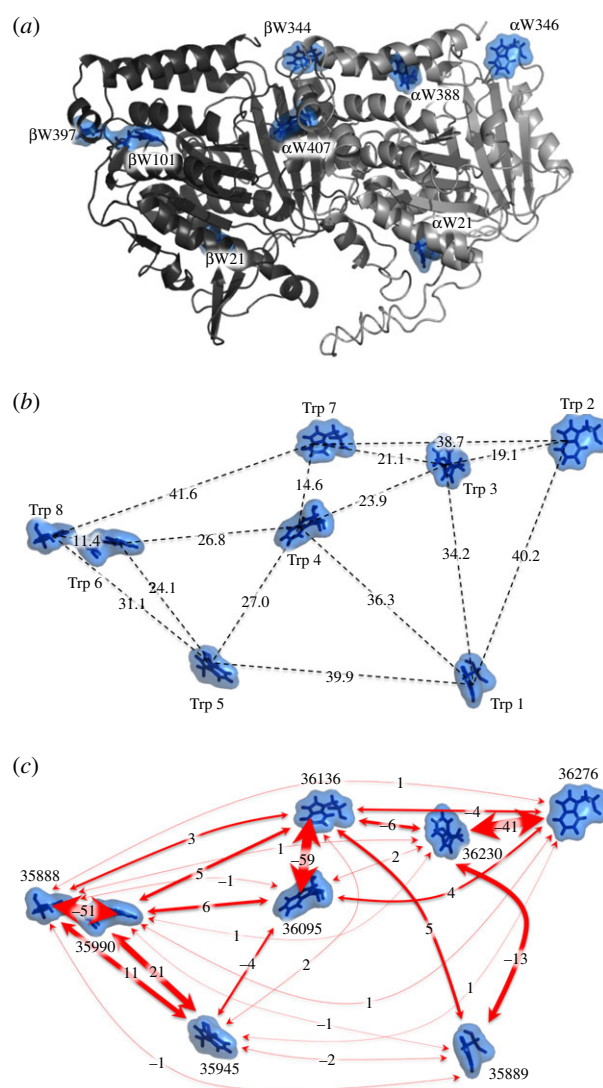 (a)
βW344
αW346
αW388
βW397
βW101
αW407
αW21
βW21
(b)
Trp 7
Trp 2
38.7
21.1
19.1
Trp 3
41.6
14.6
23.9
Trp 8
11.4
26.8
Trp 4
Trp 6
34.2
40.2
24.1
31.1
27.0
36.3
39.9
Trp 5
Trp 1
(c)
36136
36276
1
–4
3
–6
–41
1
36230
–59
2
35888
5
–1
4
–51
6
36095
35990
1
5
–4
–13
11
21
2
1
1
–1
–1
–2
35945
35889